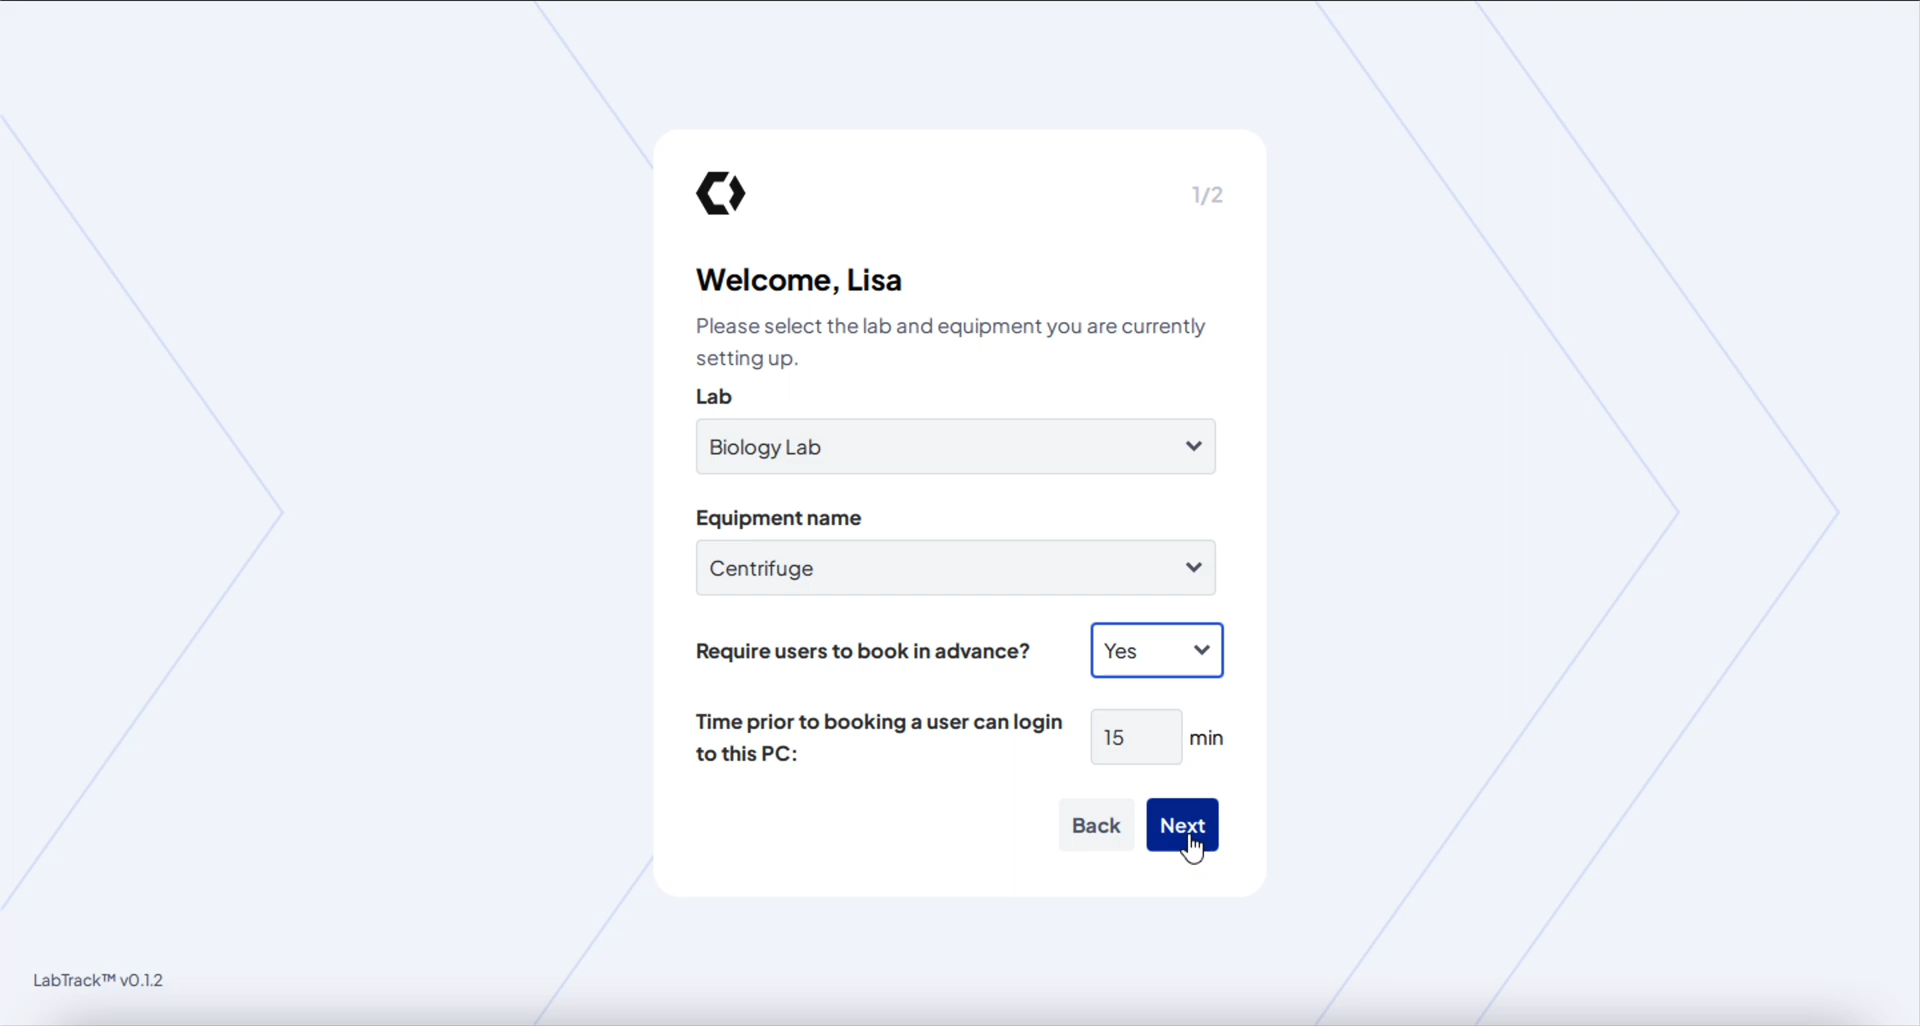 1/2
Welcome, Lisa
Please select the lab and equipment you are currently
setting up.
Lab
Biology Lab
Equipment name
Centrifuge
Require users to book in advance?
Yes
Time prior to booking a user can login
to this PC:
15 min
Back Next
LabTrack™ v0.1.2